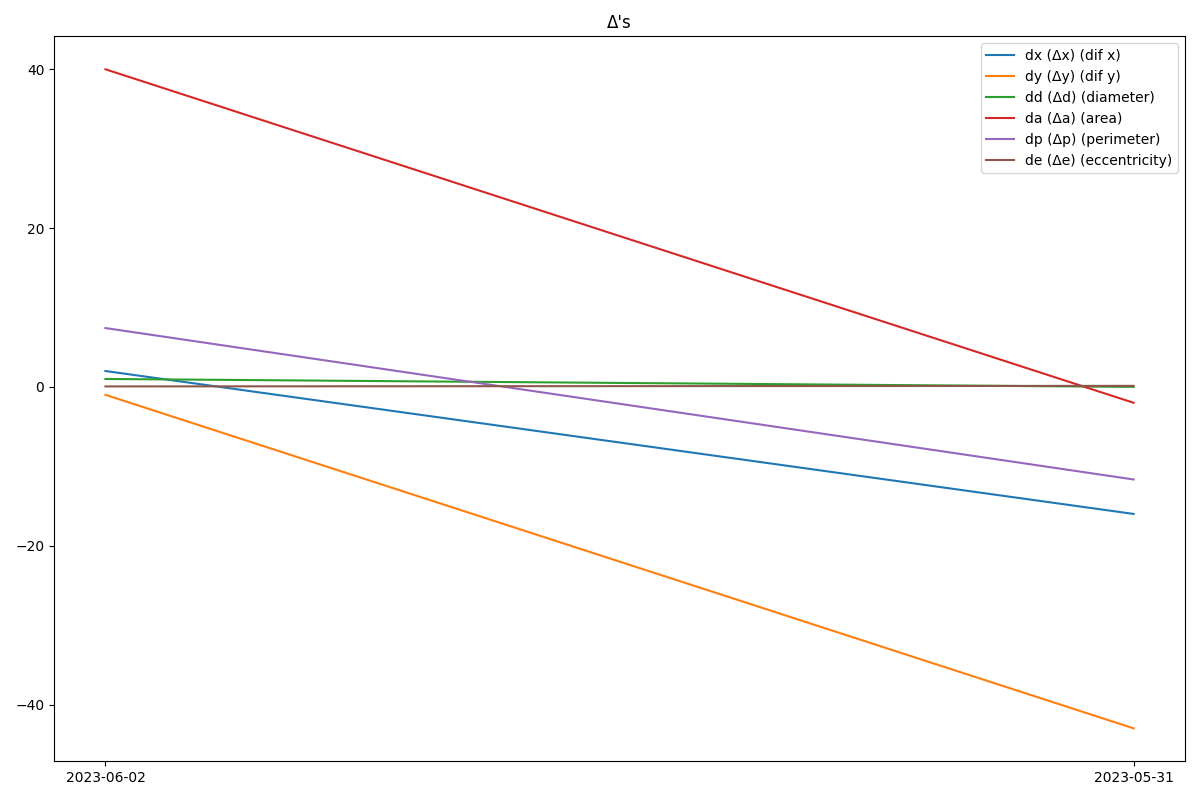 Δ's
dx (Δx) (dif x)
dy (Δy) (dif y)
dd (Δd) (diameter)
da (Δa) (area)
dp (Δp) (perimeter)
de (Δe) (eccentricity)
40
20
0
−20
−40
2023-06-02
2023-05-31